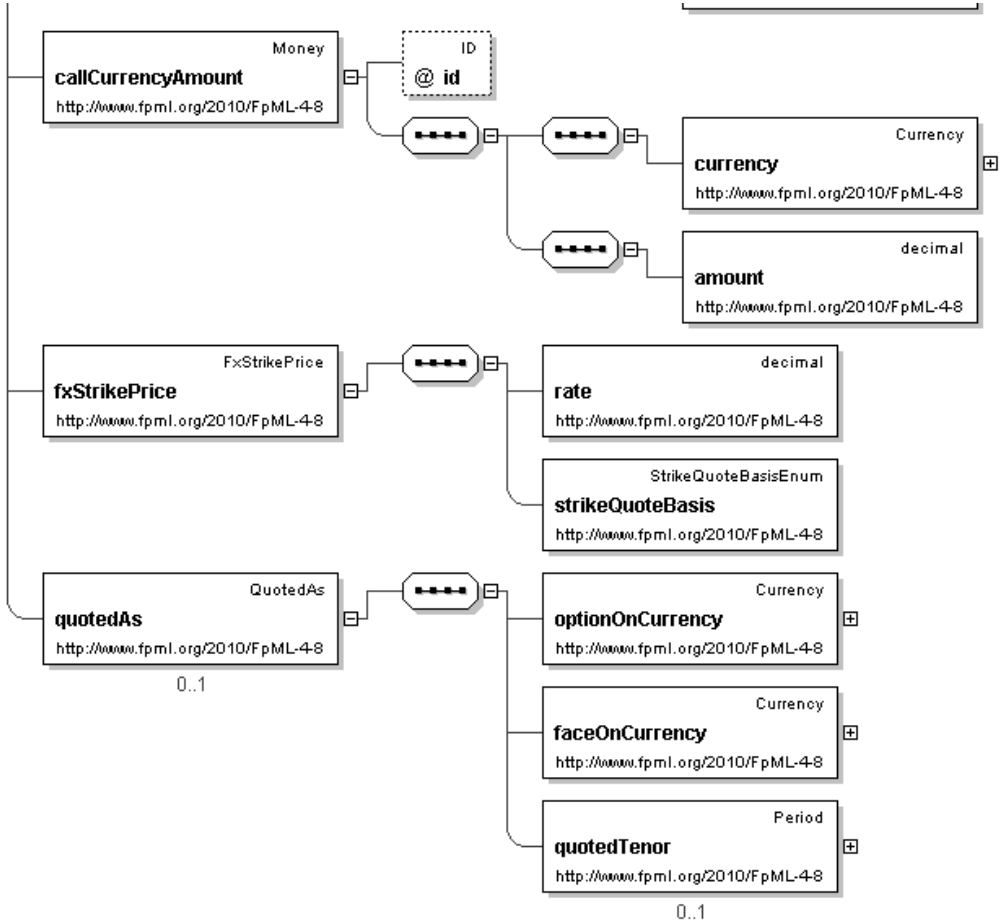 Money
callCurrencyAmount
http://www.fpml.org/2010/FpML-4-8
ID
@ id
Currency
currency
http://www.fpml.org/2010/FpML-4-8
decimal
amount
http://www.fpml.org/2010/FpML-4-8
FxStrikePrice
fxStrikePrice
http://www.fpml.org/2010/FpML-4-8
decimal
rate
http://www.fpml.org/2010/FpML-4-8
StrikeQuoteBasisEnum
strikeQuoteBasis
http://www.fpml.org/2010/FpML-4-8
QuotedAs
quotedAs
http://www.fpml.org/2010/FpML-4-8
0..1
Currency
optionOnCurrency
http://www.fpml.org/2010/FpML-4-8
Currency
faceOnCurrency
http://www.fpml.org/2010/FpML-4-8
Period
quotedTenor
http://www.fpml.org/2010/FpML-4-8
0..1